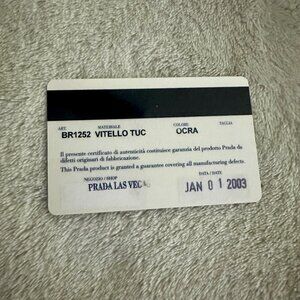 ART. MATERIALE COLORE TAGLIA
BR1252 VITELLO TUC OCRA
Il presente certificato di autenticità costituisce garanzia del prodotto Prada da
difetti originari di fabbricazione.
This Prada product is granted a guarantee covering all manufacturing defects.
NEGOZIO / SHOP DATA / DATE
PRADA LAS JAN 0 1 2003